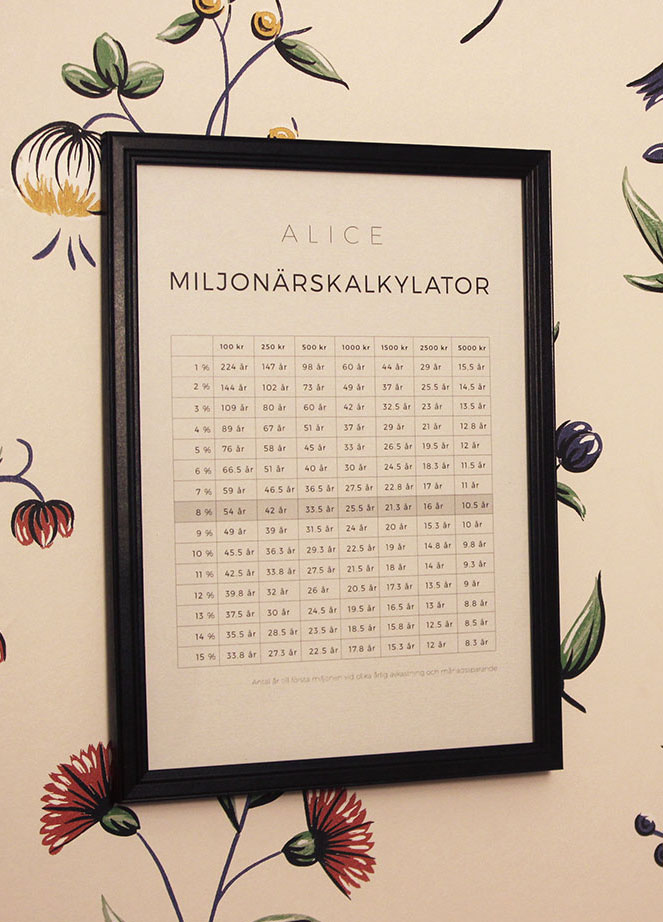 ALICE
MILJONÄRSKALKYLATOR
100 kr 250 kr 500 kr 1000 kr 1500 kr 2500 kr 5000 kr
1 % 224 år 147 år 98 år 60 år 44 år 29 år 15,5 år
2 % 144 år 102 år 73 år 49 år 37 år 25.5 år 14,5 år
3 % 109 år 80 år 60 år 42 år 32.5 år 23 år 13.5 år
4 % 89 år 67 år 51 år 37 år 29 år 21 år 12.8 år
5 % 76 år 58 år 45 år 33 år 26.5 år 19.5 år 12 år
6 % 66.5 år 51 år 40 år 30 år 24.5 år 18.3 år 11.5 år
7 % 59 år 46.5 år 36.5 år 27.5 år 22.8 år 17 år 11 år
8 % 54 år 42 år 33.5 år 25.5 år 21.3 år 16 år 10.5 år
9 % 49 år 39 år 31.5 år 24 år 20 år 15.3 år 10 år
10 % 45.5 år 36.3 år 29.3 år 22.5 år 19 år 14.8 år 9.8 år
11 % 42.5 år 33.8 år 27.5 år 21.5 år 18 år 14 år 9.3 år
12 % 39.8 år 32 år 26 år 20.5 år 17.3 år 13.5 år 9 år
13 % 37.5 år 30 år 24.5 år 19.5 år 16.5 år 13 år 8.8 år
14 % 35.5 år 28.5 år 23.5 år 18.5 år 15.8 år 12.5 år 8.5 år
15 % 33.8 år 27.3 år 22.5 år 17.8 år 15.3 år 12 år 8.3 år
Antal år till första miljonen vid olika årlig avkastning och månadssparande.